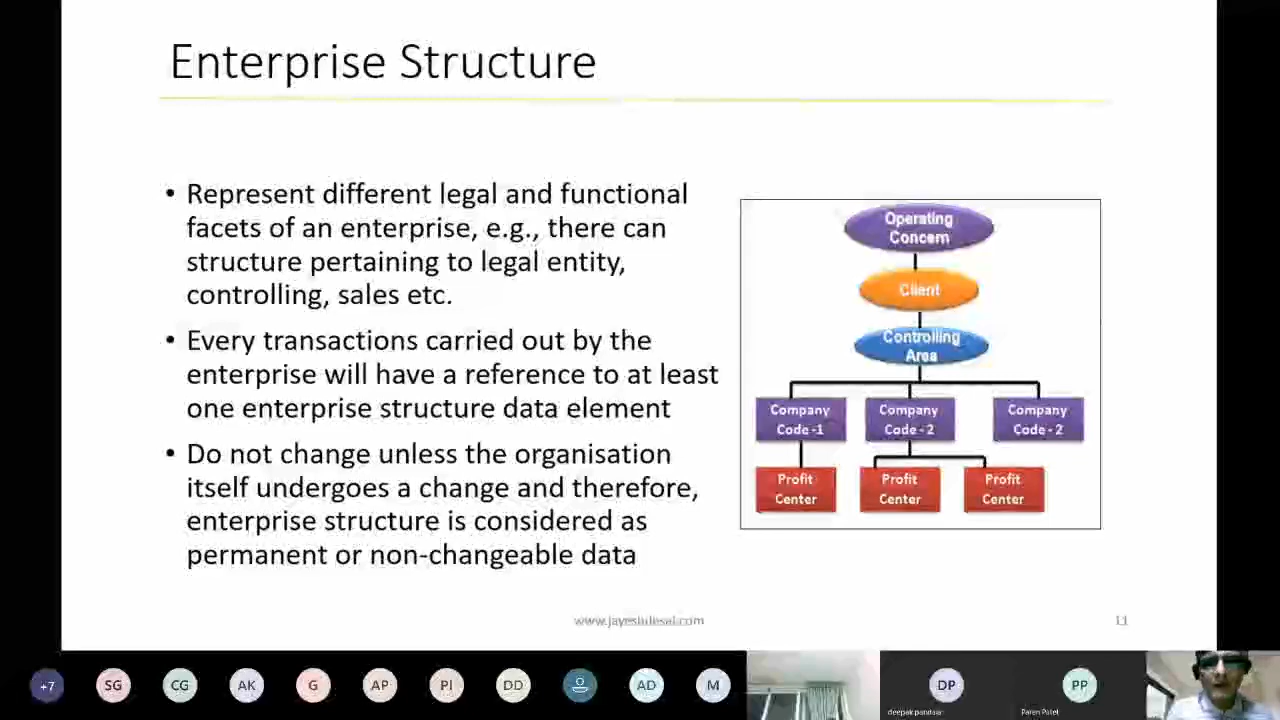 Enterprise Structure
• Represent different legal and functional
facets of an enterprise, e.g., there can
structure pertaining to legal entity,
controlling, sales etc.
• Every transactions carried out by the
enterprise will have a reference to at least
one enterprise structure data element
• Do not change unless the organisation
itself undergoes a change and therefore,
enterprise structure is considered as
permanent or non-changeable data
Operating
Concern
Client
Controlling
Area
Company
Code -1
Company
Code - 2
Company
Code - 2
Profit
Center
Profit
Center
Profit
Center
11
+7
SG
CG
AK
G
AP
PI
DD
AD
M
DP
PP
deepak
Paren Patel